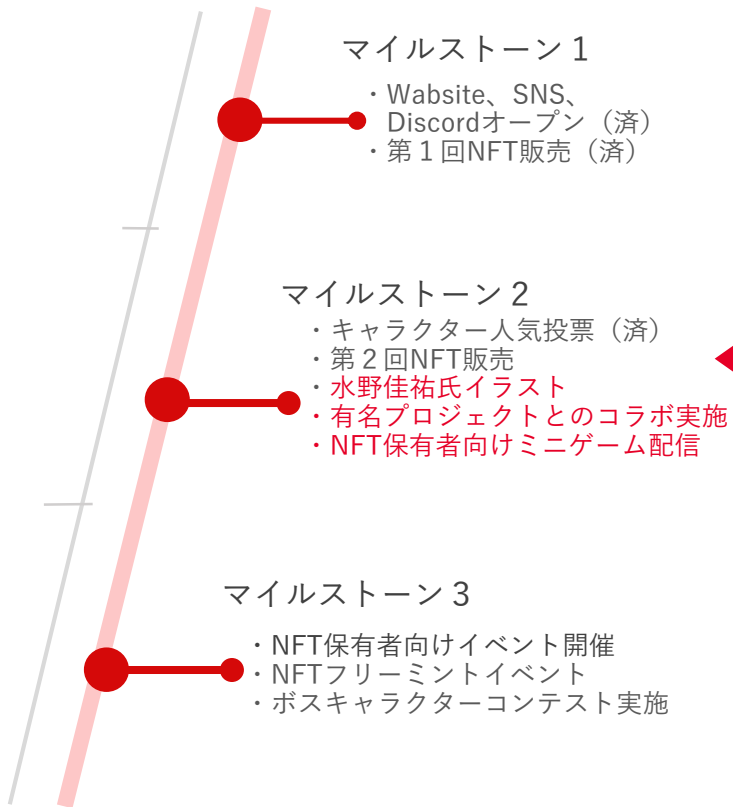 マイルストーン１
・Wabsite、SNS、
Discordオープン（済）
・第１回NFT販売（済）
マイルストーン２
・キャラクター人気投票（済）
・第２回NFT販売
・水野佳祐氏イラスト
・有名プロジェクトとのコラボ実施
・NFT保有者向けミニゲーム配信
マイルストーン３
・NFT保有者向けイベント開催
・NFTフリーミントイベント
・ボスキャラクターコンテスト実施